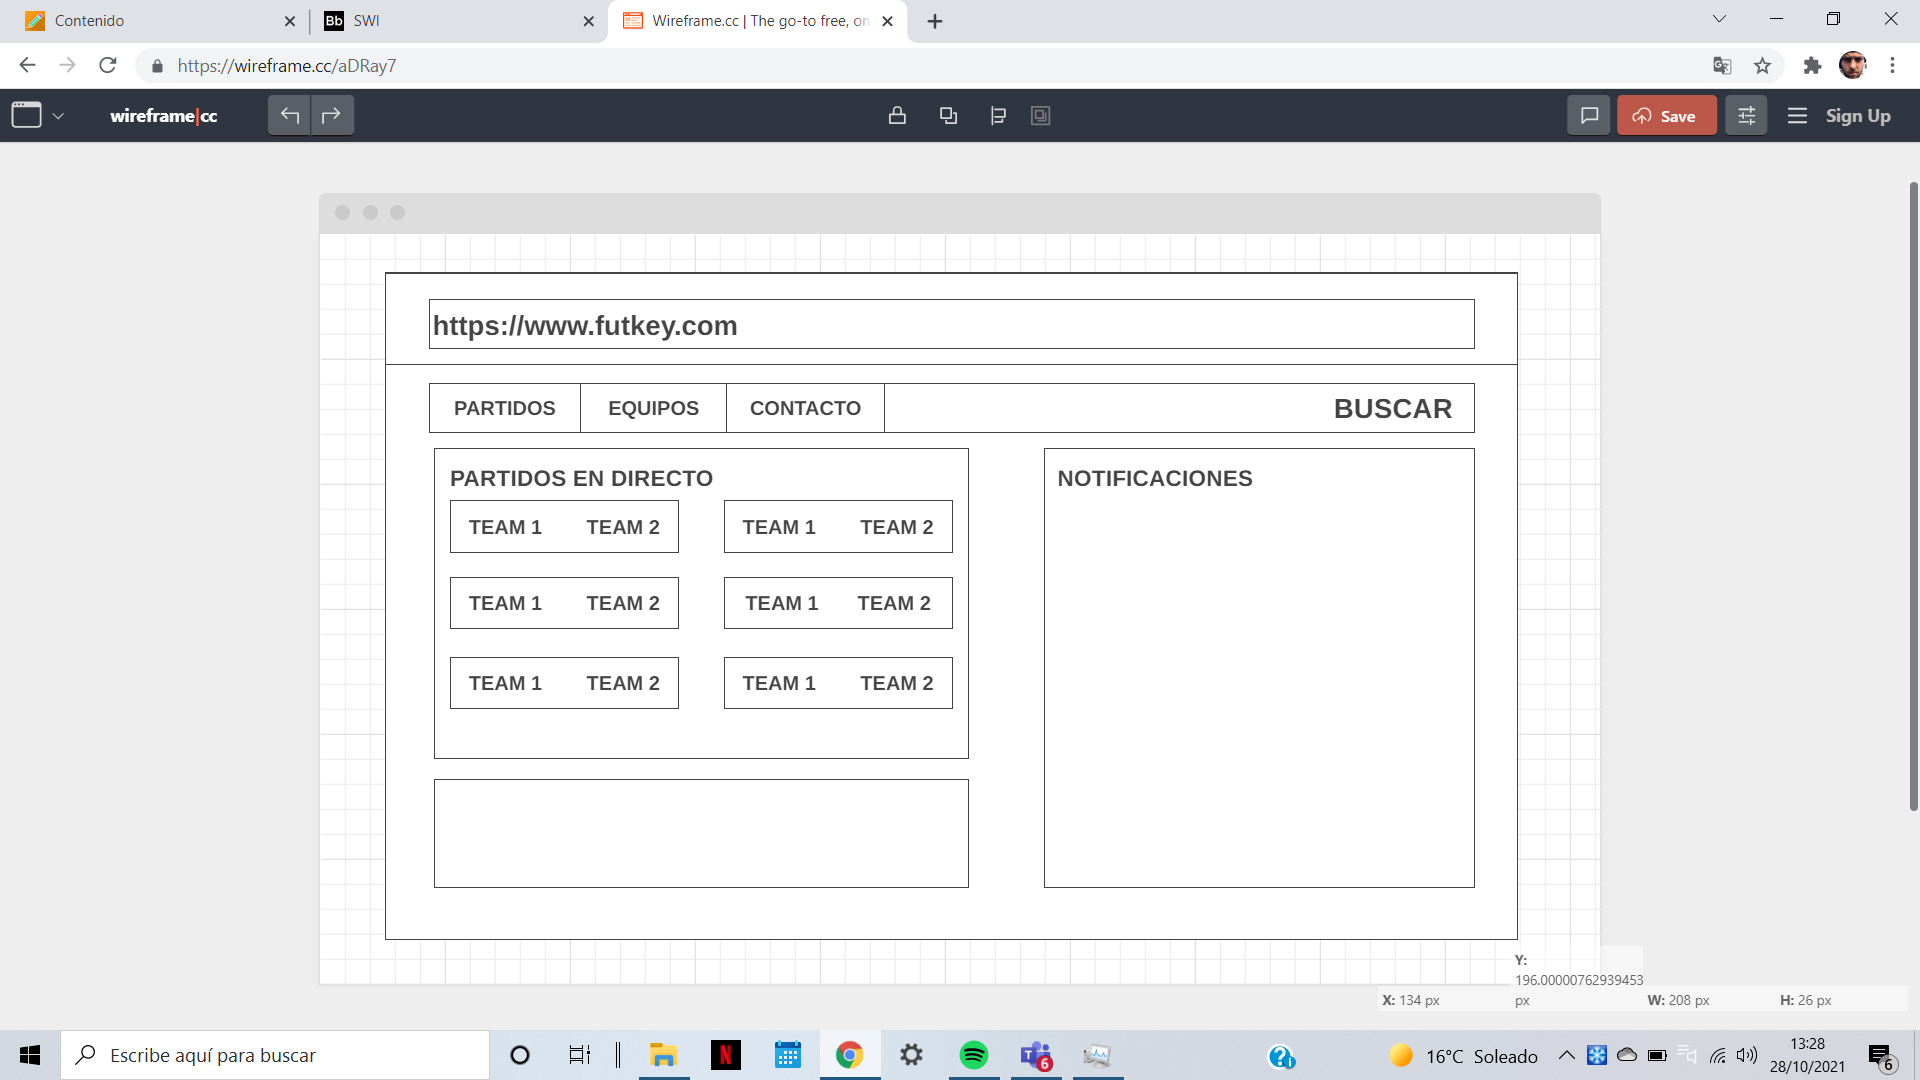 Contenido
SWI
Wireframe.cc | The go-to free, on
https://wireframe.cc/aDRay7
wireframe|cc
Save
Sign Up
https://www.futkey.com
PARTIDOS EQUIPOS CONTACTO BUSCAR
PARTIDOS EN DIRECTO
TEAM 1 TEAM 2 TEAM 1 TEAM 2
TEAM 1 TEAM 2 TEAM 1 TEAM 2
TEAM 1 TEAM 2 TEAM 1 TEAM 2
NOTIFICACIONES
X: 134 px
Y: 196.00000762939453 px
W: 208 px
H: 26 px
Escribe aquí para buscar
16°C Soleado
13:28
28/10/2021
6
6
Bb
N
T